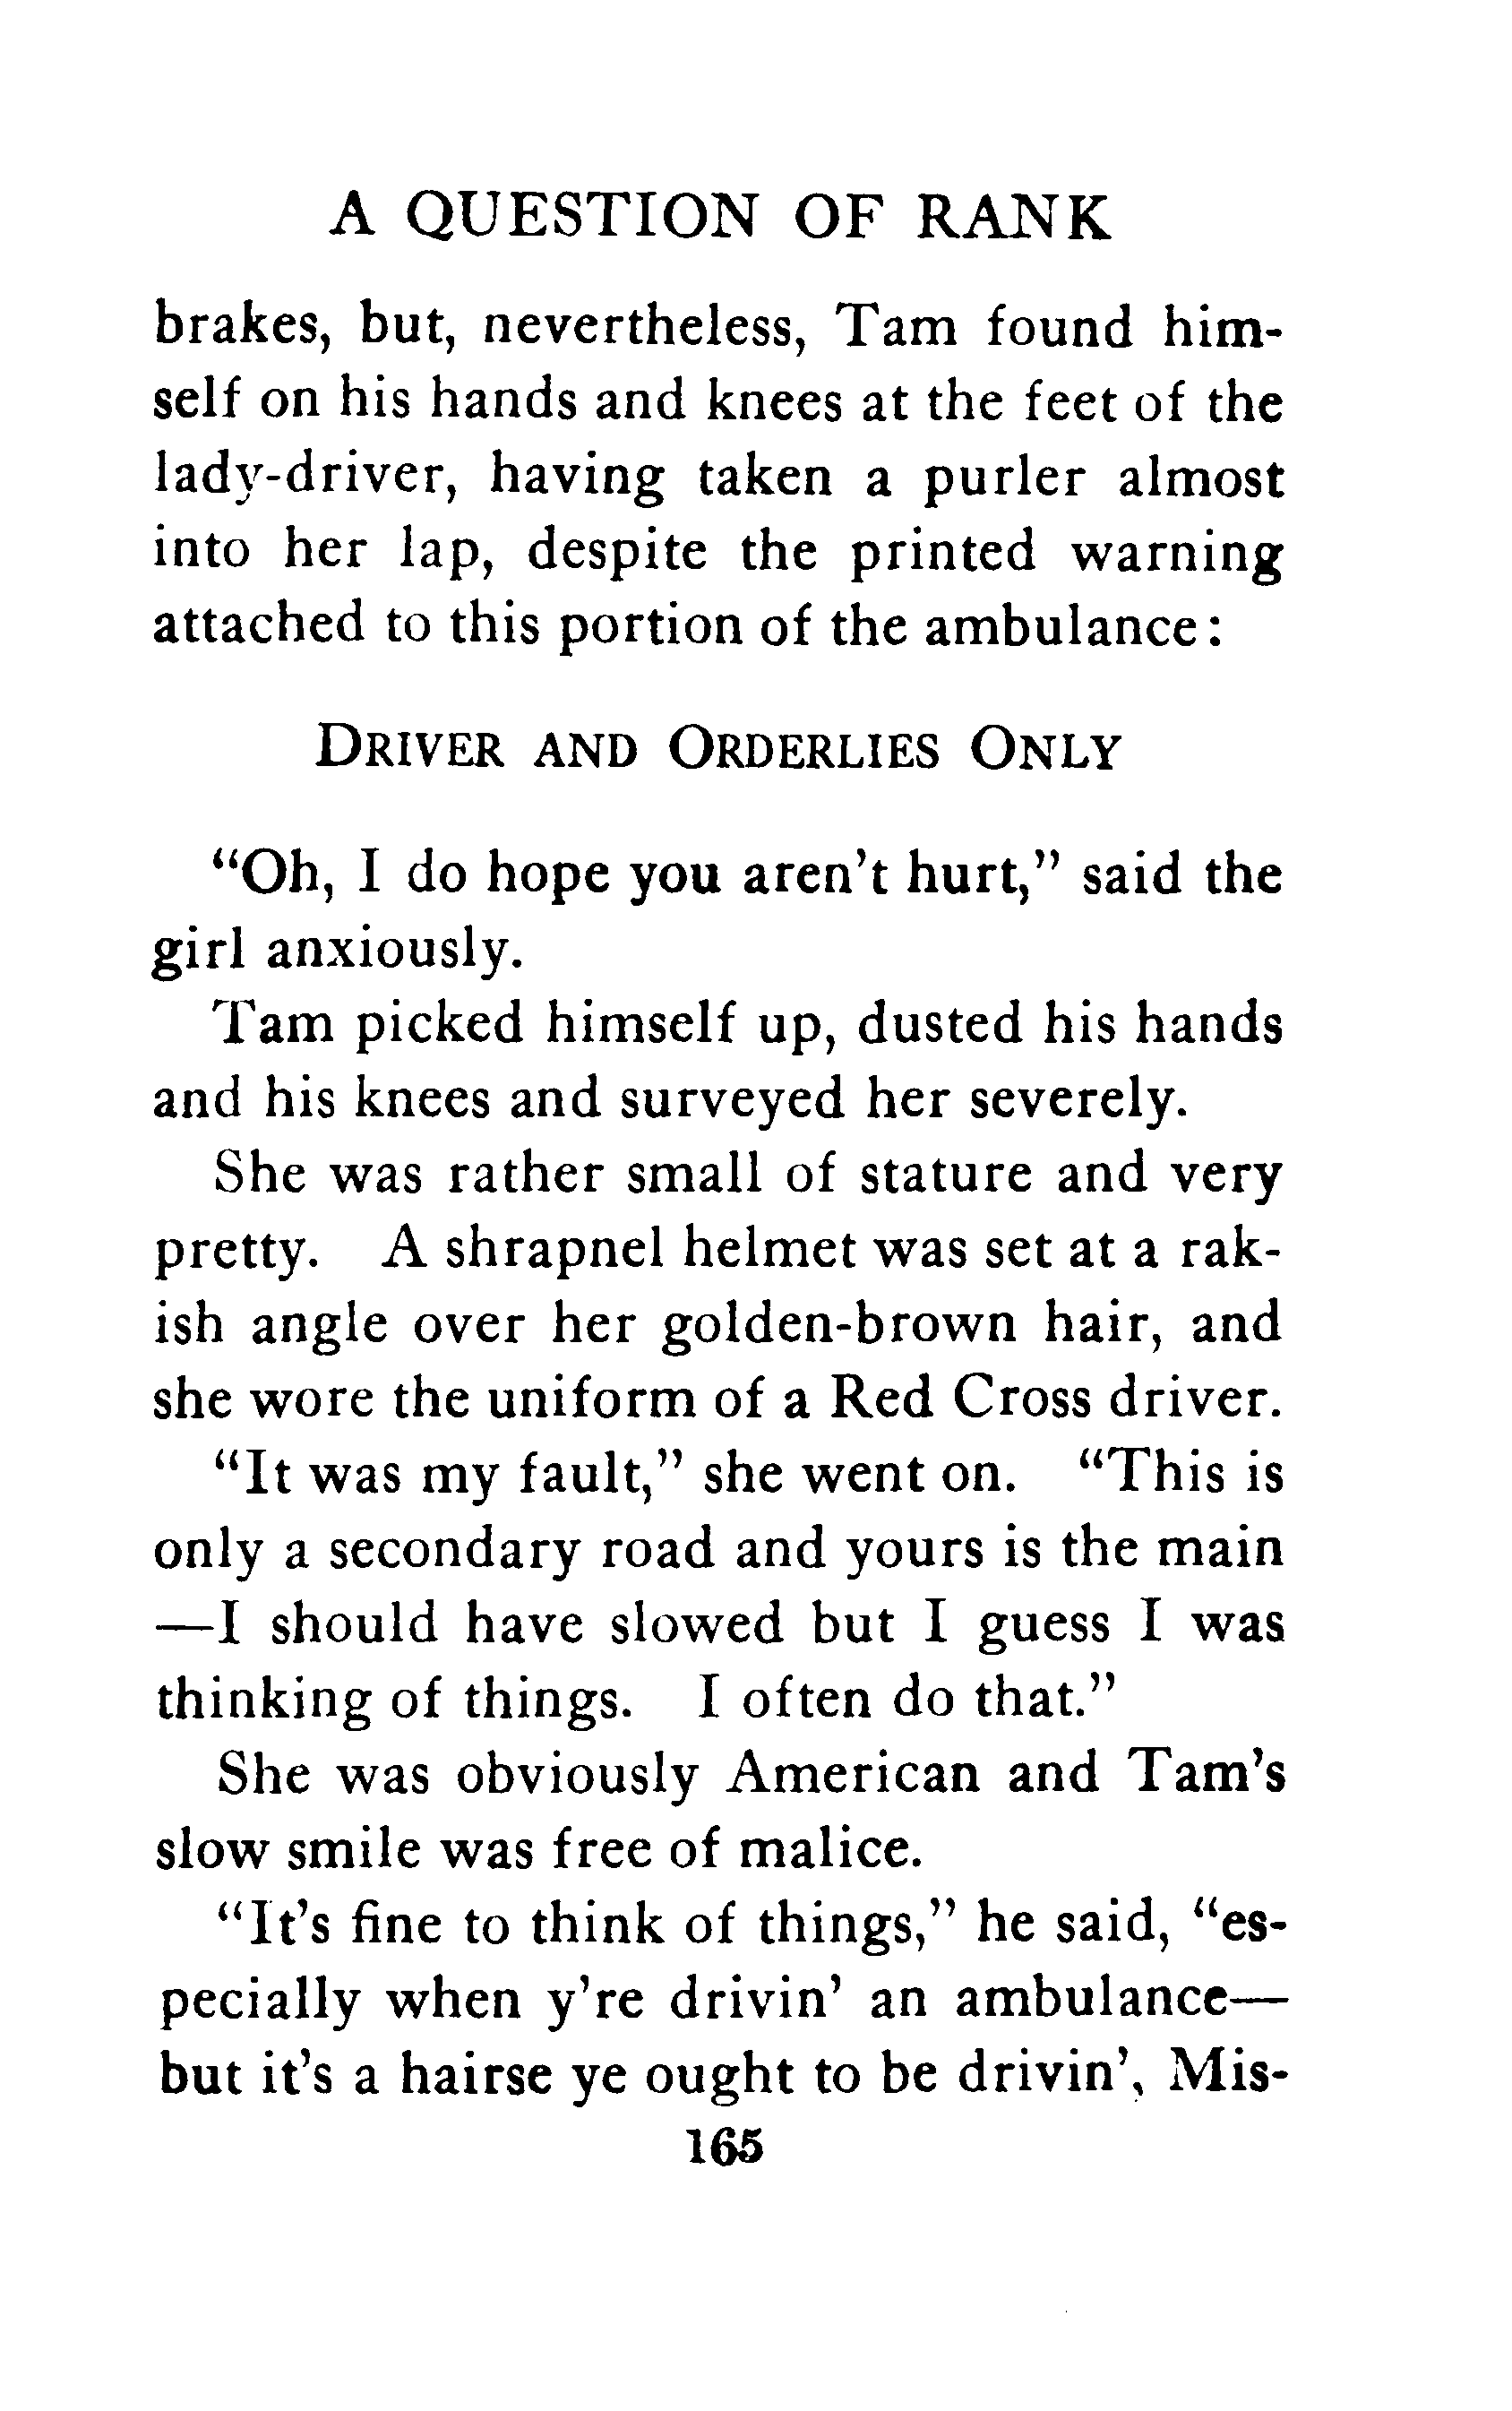 A QUESTION OF RANK
brakes, but, nevertheless, Tam found him-
self on his hands and knees at the feet of the
lady-driver, having taken a purler almost
into her lap, despite the printed warning
attached to this portion of the ambulance:
DRIVER AND ORDERLIES ONLY
"Oh, I do hope you aren't hurt," said the
girl anxiously.
Tam picked himself up, dusted his hands
and his knees and surveyed her severely.
She was rather small of stature and very
pretty. A shrapnel helmet was set at a rak-
ish angle over her golden-brown hair, and
she wore the uniform of a Red Cross driver.
"It was my fault," she went on. "This is
only a secondary road and yours is the main
—I should have slowed but I guess I was
thinking of things. I often do that."
She was obviously American and Tam's
slow smile was free of malice.
"It's fine to think of things," he said, "es-
pecially when y're drivin' an ambulance—
but it's a hairse ye ought to be drivin', Mis-
165